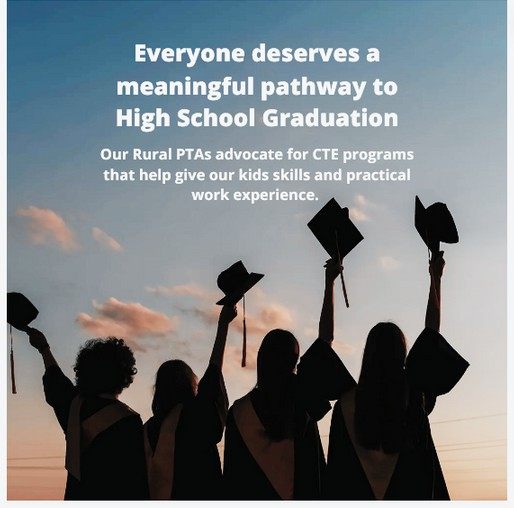 Everyone deserves a
meaningful pathway to
High School Graduation
Our Rural PTAs advocate for CTE programs
that help give our kids skills and practical
work experience.